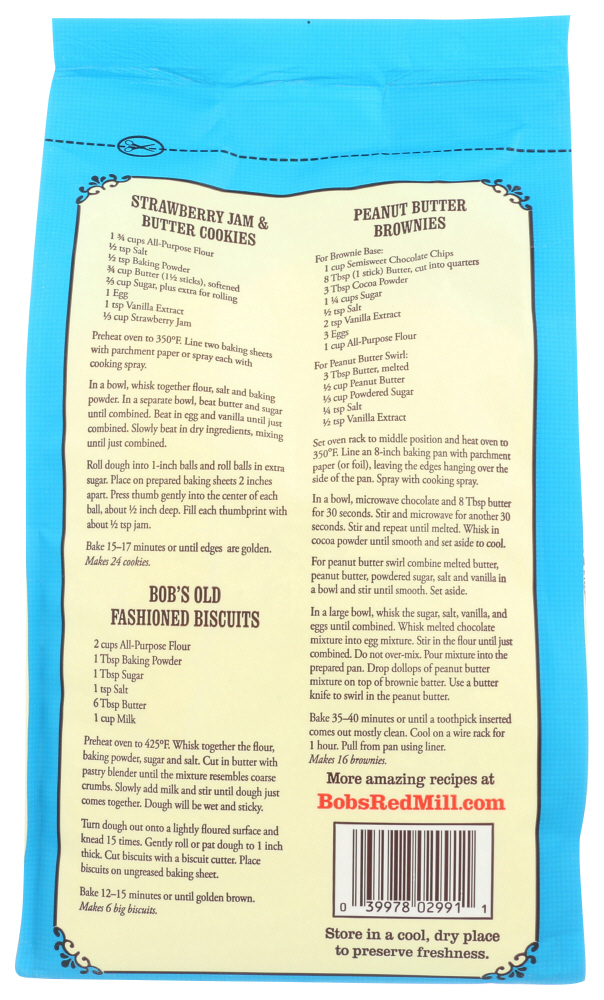 STRAWBERRY JAM &
BUTTER COOKIES
1 ¾ cups All-Purpose Flour
½ tsp Salt
½ tsp Baking Powder
¾ cup Butter (1½ sticks), softened
⅔ cup Sugar, plus extra for rolling
1 Egg
1 tsp Vanilla Extract
⅓ cup Strawberry Jam
Preheat oven to 350°F. Line two baking sheets
with parchment paper or spray each with
cooking spray.
In a bowl, whisk together flour, salt and baking
powder. In a separate bowl, beat butter and sugar
until combined. Beat in egg and vanilla until just
combined. Slowly beat in dry ingredients, mixing
until just combined.
Roll dough into 1-inch balls and roll balls in extra
sugar. Place on prepared baking sheets 2 inches
apart. Press thumb gently into the center of each
ball, about ½ inch deep. Fill each thumbprint with
about ½ tsp jam.
Bake 15–17 minutes or until edges are golden.
Makes 24 cookies.
BOB'S OLD
FASHIONED BISCUITS
2 cups All-Purpose Flour
1 Tbsp Baking Powder
1 Tbsp Sugar
1 tsp Salt
6 Tbsp Butter
1 cup Milk
Preheat oven to 425°F. Whisk together the flour,
baking powder, sugar and salt. Cut in butter with
pastry blender until the mixture resembles coarse
crumbs. Slowly add milk and stir until dough just
comes together. Dough will be wet and sticky.
Turn dough out onto a lightly floured surface and
knead 15 times. Gently roll or pat dough to 1 inch
thick. Cut biscuits with a biscuit cutter. Place
biscuits on ungreased baking sheet.
Bake 12–15 minutes or until golden brown.
Makes 6 big biscuits.
PEANUT BUTTER
BROWNIES
For Brownie Base:
1 cup Semisweet Chocolate Chips
8 Tbsp (1 stick) Butter, cut into quarters
3 Tbsp Cocoa Powder
1 ¼ cups Sugar
½ tsp Salt
2 tsp Vanilla Extract
3 Eggs
1 cup All-Purpose Flour
For Peanut Butter Swirl:
3 Tbsp Butter, melted
½ cup Peanut Butter
⅓ cup Powdered Sugar
¼ tsp Salt
½ tsp Vanilla Extract
Set oven rack to middle position and heat oven to
350°F. Line an 8-inch baking pan with parchment
paper (or foil), leaving the edges hanging over the
side of the pan. Spray with cooking spray.
In a bowl, microwave chocolate and 8 Tbsp butter
for 30 seconds. Stir and microwave for another 30
seconds. Stir and repeat until melted. Whisk in
cocoa powder until smooth and set aside to cool.
For peanut butter swirl combine melted butter,
peanut butter, powdered sugar, salt and vanilla in
a bowl and stir until smooth. Set aside.
In a large bowl, whisk the sugar, salt, vanilla, and
eggs until combined. Whisk melted chocolate
mixture into egg mixture. Stir in the flour until just
combined. Do not over-mix. Pour mixture into the
prepared pan. Drop dollops of peanut butter
mixture on top of brownie batter. Use a butter
knife to swirl in the peanut butter.
Bake 35–40 minutes or until a toothpick inserted
comes out mostly clean. Cool on a wire rack for
1 hour. Pull from pan using liner.
Makes 16 brownies.
More amazing recipes at
BobsRedMill.com
0 39978 02991 1
Store in a cool, dry place
to preserve freshness.